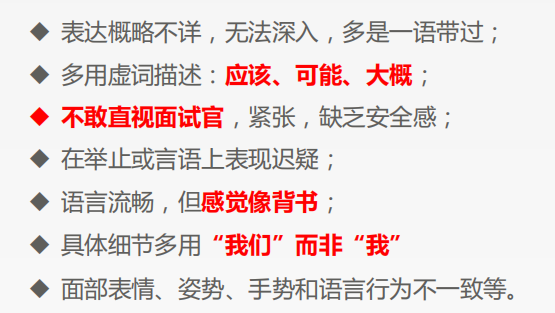 ◆ 表达概略不详，无法深入，多是一语带过；
◆ 多用虚词描述：应该、可能、大概；
◆ 不敢直视面试官，紧张，缺乏安全感；
◆ 在举止或言语上表现迟疑；
◆ 语言流畅，但感觉像背书；
◆ 具体细节多用“我们”而非“我”
◆ 面部表情、姿势、手势和语言行为不一致等。